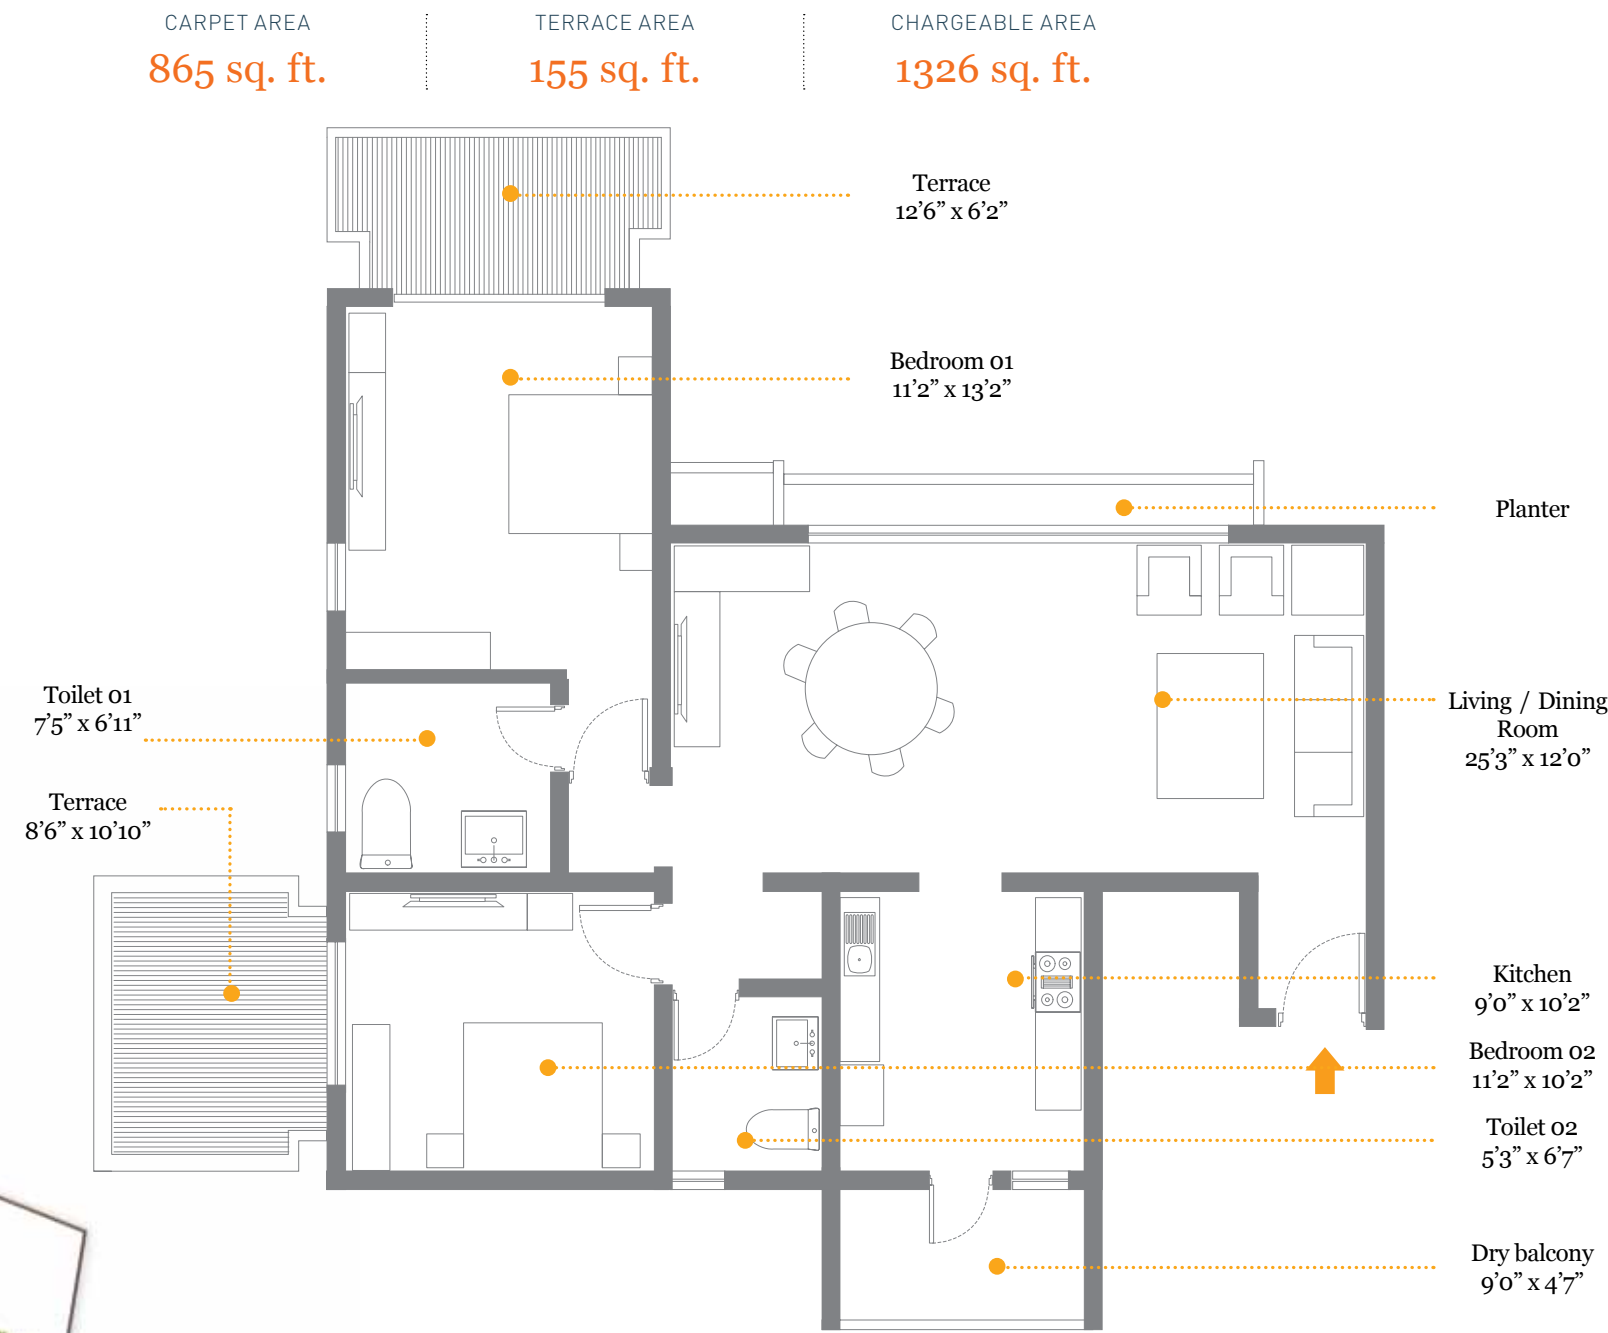 CARPET AREA
865 sq. ft.
TERRACE AREA
155 sq. ft.
CHARGEABLE AREA
1326 sq. ft.
Terrace
12’6” x 6’2”
Bedroom 01
11’2” x 13’2”
Planter
Toilet 01
7’5” x 6’11”
Living / Dining
Room
25’3” x 12’0”
Terrace
8’6” x 10’10”
Kitchen
9’0” x 10’2”
Bedroom 02
11’2” x 10’2”
Toilet 02
5’3” x 6’7”
Dry balcony
9’0” x 4’7”